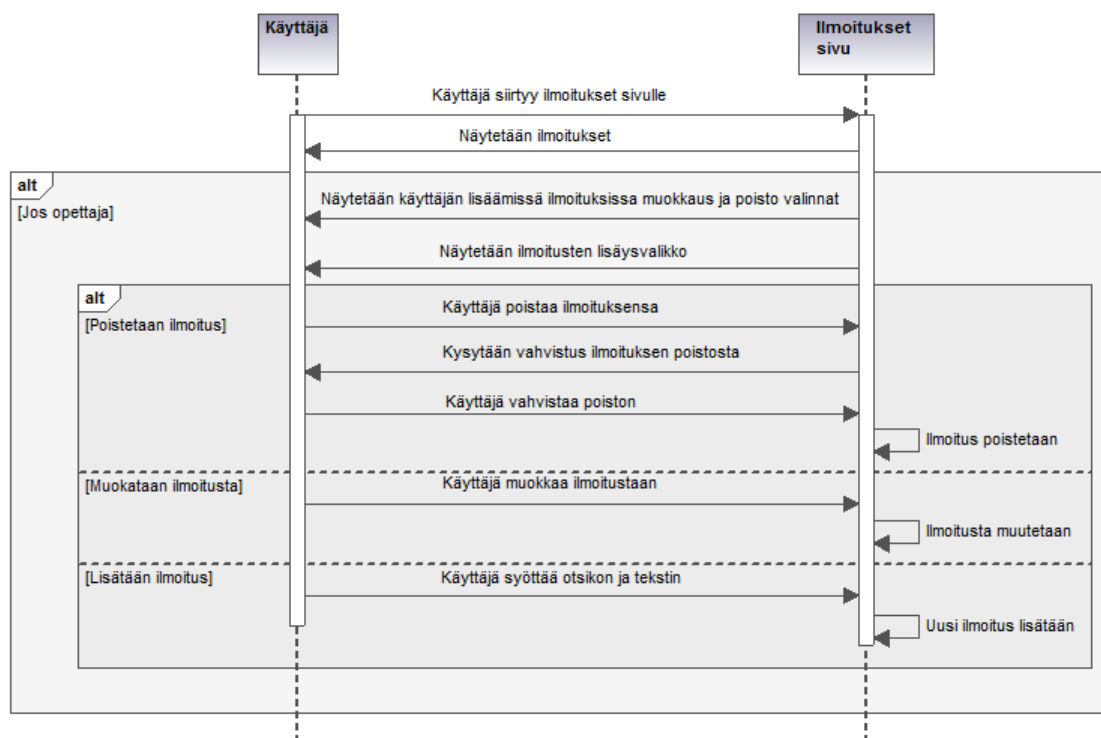 Käyttäjä
Ilmoitukset
sivu
Käyttäjä siirtyy ilmoitukset sivulle
Näytetään ilmoitukset
alt
[Jos opettaja]
Näytetään käyttäjän lisäämissä ilmoituksissa muokkaus ja poisto valinnat
Näytetään ilmoitusten lisäysvalikko
alt
[Poistetaan ilmoitus]
Käyttäjä poistaa ilmoituksensa
Kysytään vahvistus ilmoituksen poistosta
Käyttäjä vahvistaa poiston
Ilmoitus poistetaan
[Muokataan ilmoitusta]
Käyttäjä muokkaa ilmoitustaan
Ilmoitusta muutetaan
[Lisätään ilmoitus]
Käyttäjä syöttää otsikon ja tekstin
Uusi ilmoitus lisätään